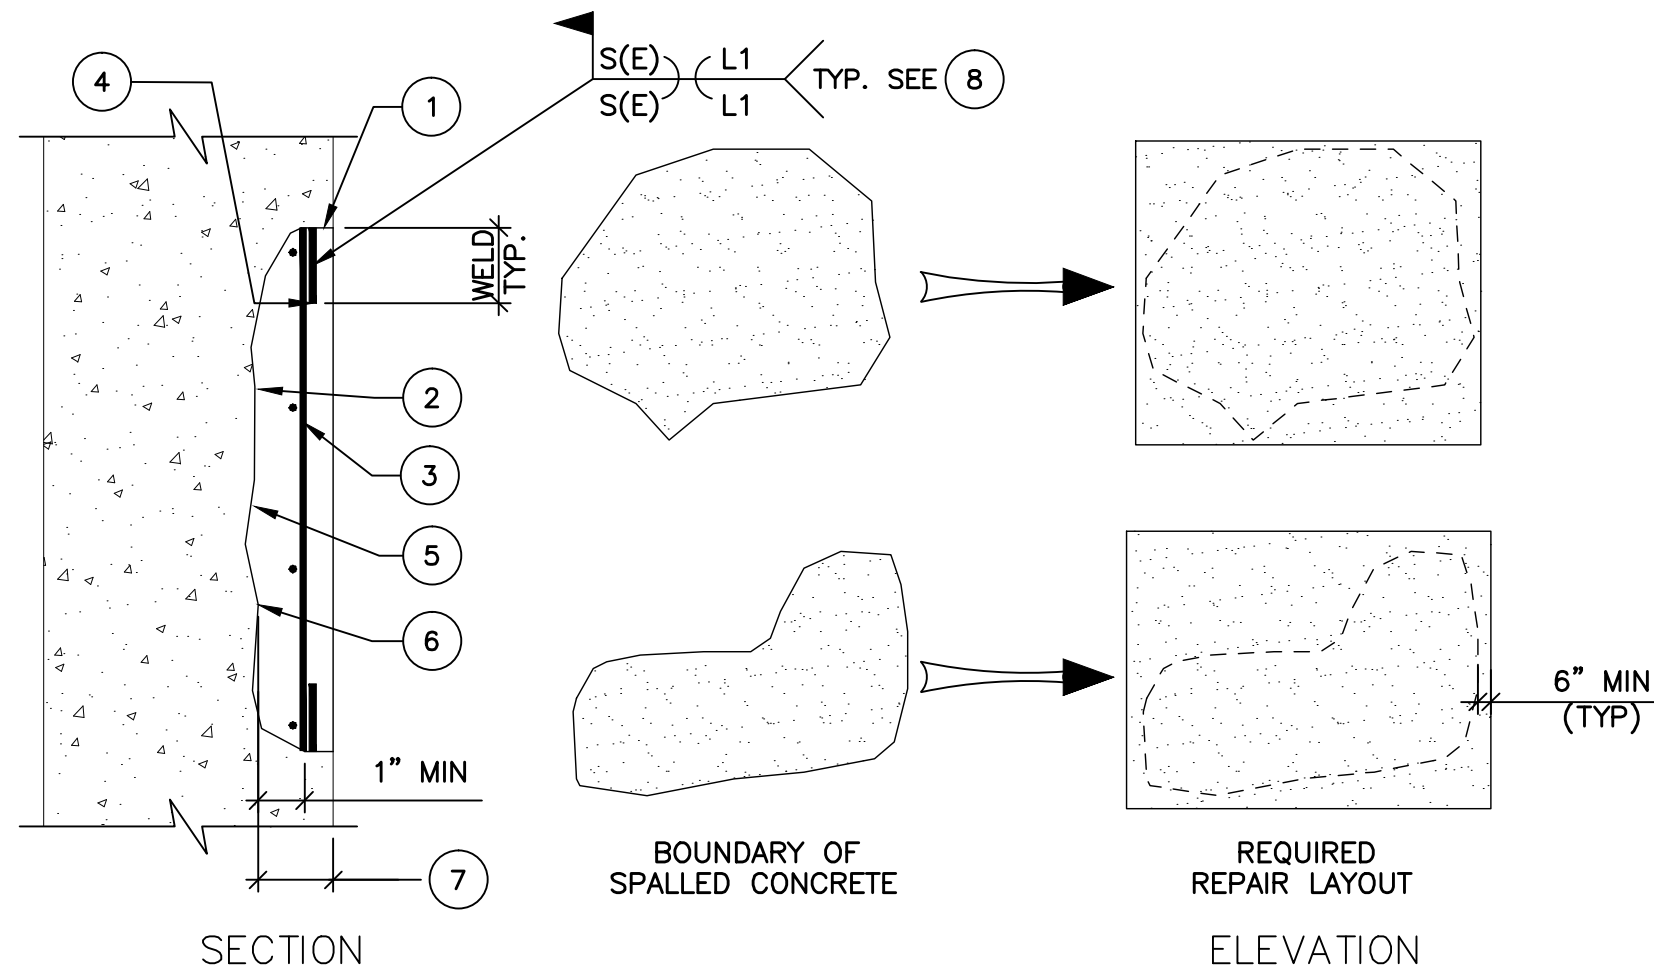 4
1
S(E) L1
S(E) L1
TYP. SEE 8
WELD
TYP.
2
3
5
6
1” MIN
7
6” MIN
(TYP)
BOUNDARY OF
SPALLED CONCRETE
REQUIRED
REPAIR LAYOUT
SECTION
ELEVATION